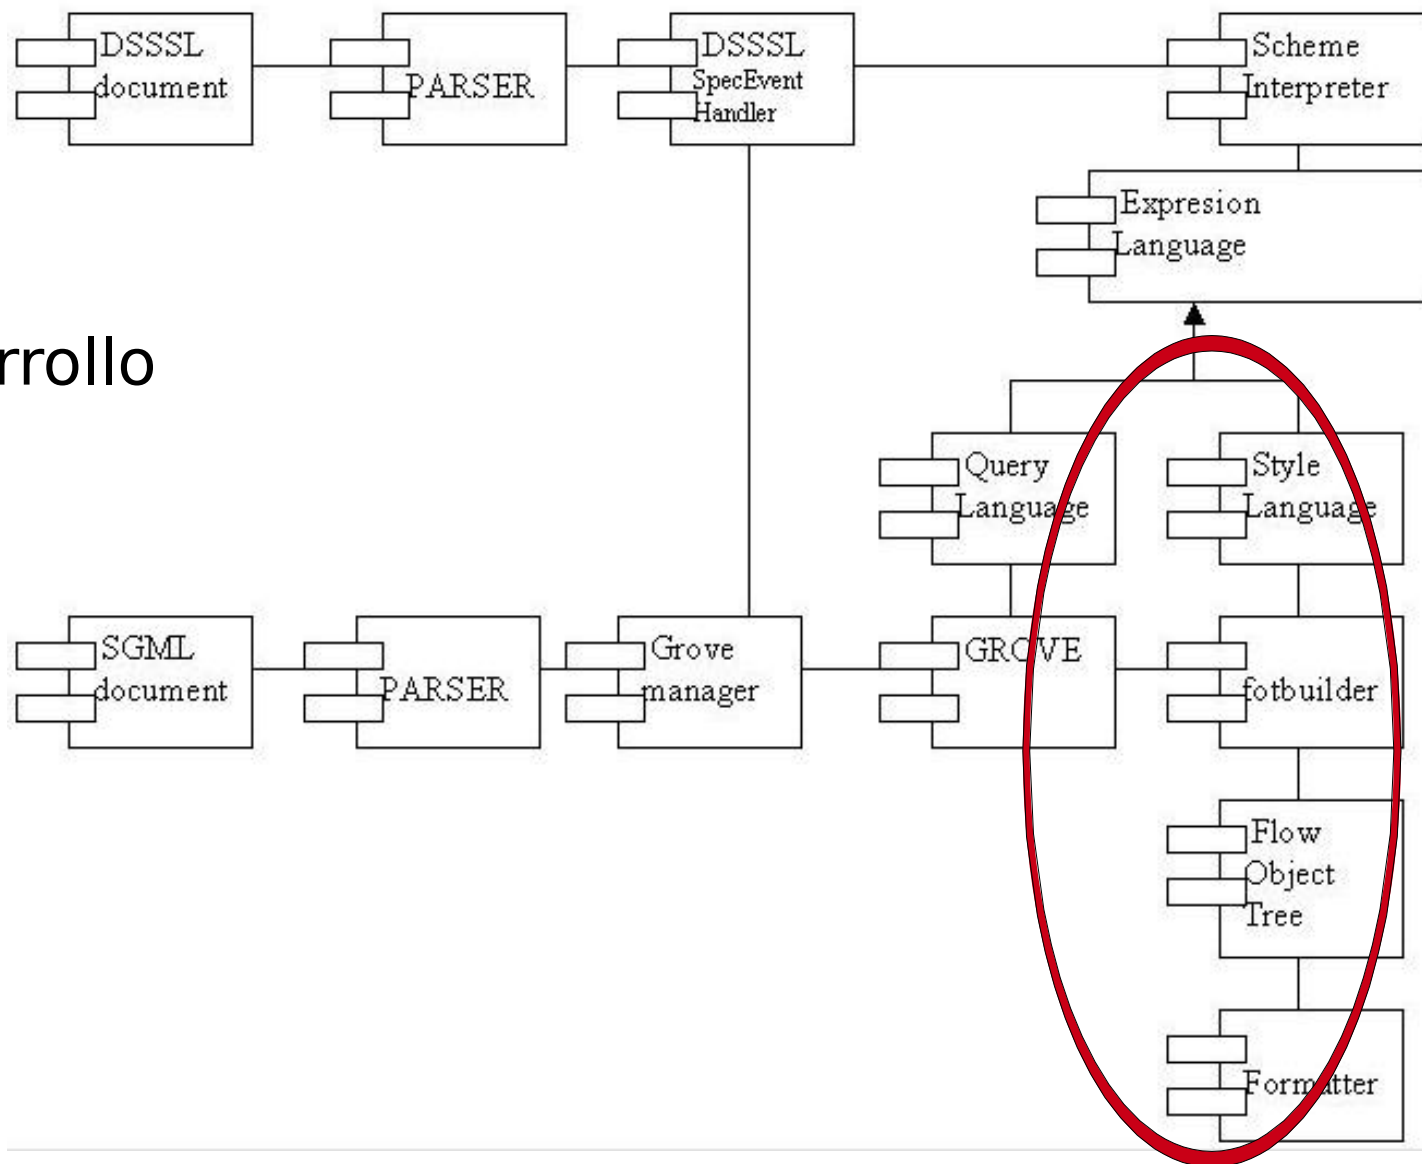 DSSSL
document
PARSER
DSSSL
SpecEvent
Handler
Scheme
Interpreter
Expresion
Language
rrollo
Query
Language
Style
Language
SGML
document
PARSER
Grove
manager
GROVE
fotbuilder
Flow
Object
Tree
Formatter